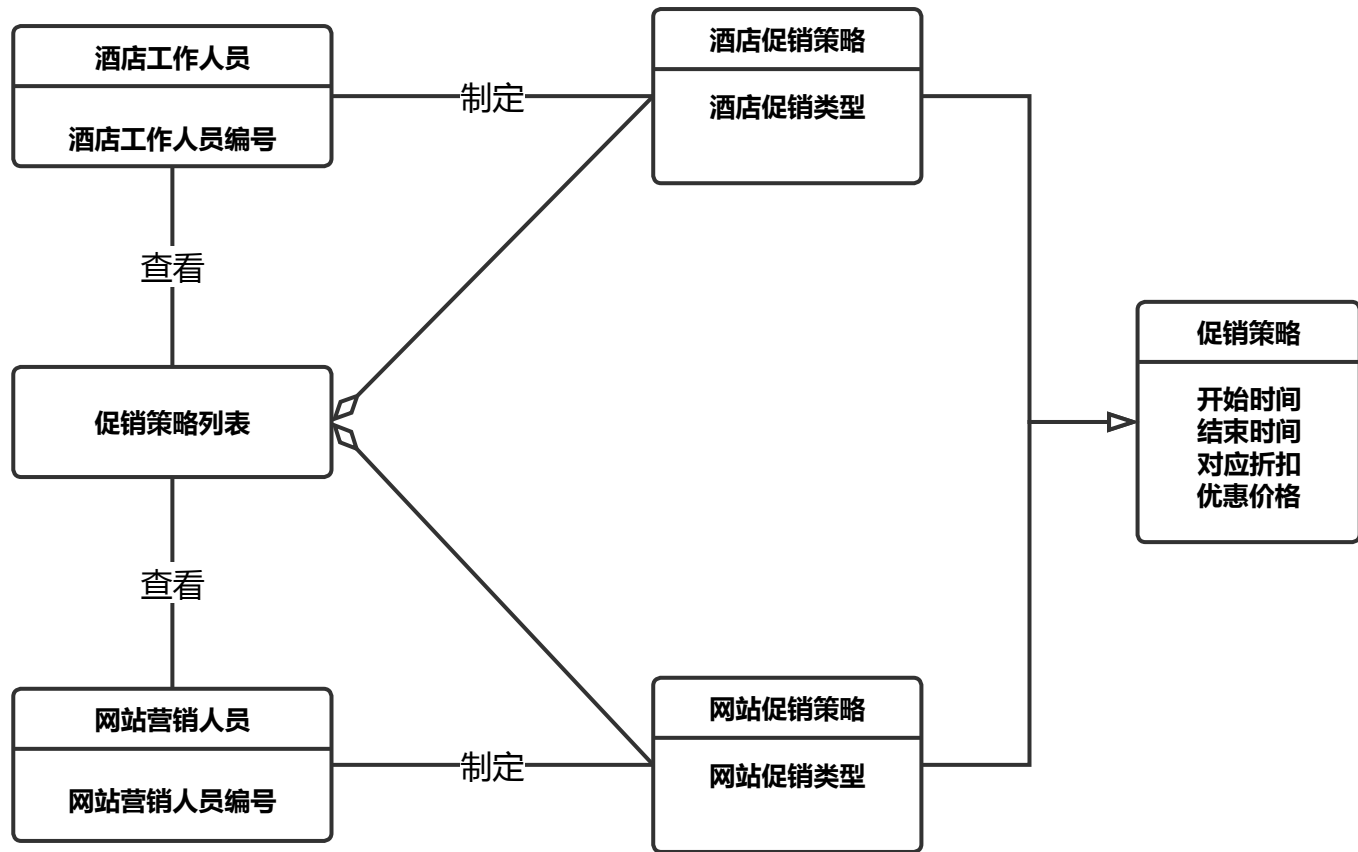 酒店工作人员
酒店工作人员编号
制定
酒店促销策略
酒店促销类型
查看
促销策略列表
促销策略
开始时间
结束时间
对应折扣
优惠价格
查看
网站营销人员
网站营销人员编号
制定
网站促销策略
网站促销类型